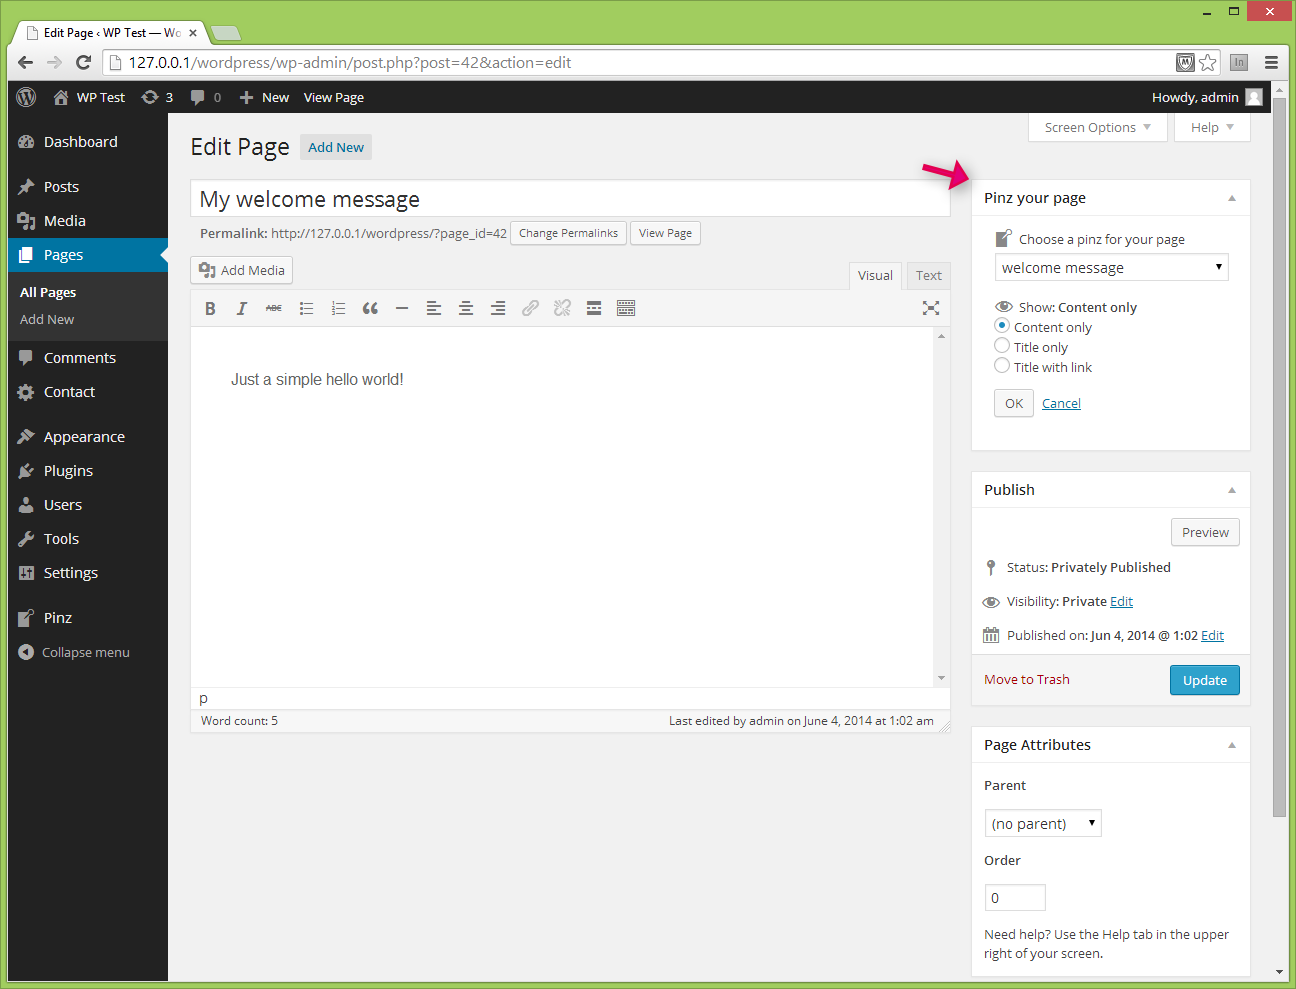 Edit Page ‹ WP Test — Wo
127.0.0.1/wordpress/wp-admin/post.php?post=42&action=edit
In
WP Test
3
0
New
View Page
Howdy, admin
Screen Options
Help
Dashboard
Posts
Media
Pages
All Pages
Add New
Comments
Contact
Appearance
Plugins
Users
Tools
Settings
Pinz
Collapse menu
Edit Page
Add New
My welcome message
Permalink: http://127.0.0.1/wordpress/?page_id=42
Change Permalinks
View Page
Add Media
Visual
Text
B
I
ABC
Just a simple hello world!
p
Word count: 5
Last edited by admin on June 4, 2014 at 1:02 am
Pinz your page
Choose a pinz for your page
welcome message
Show: Content only
Content only
Title only
Title with link
OK
Cancel
Publish
Preview
Status: Privately Published
Visibility: Private Edit
Published on: Jun 4, 2014 @ 1:02 Edit
Move to Trash
Update
Page Attributes
Parent
(no parent)
Order
0
Need help? Use the Help tab in the upper
right of your screen.